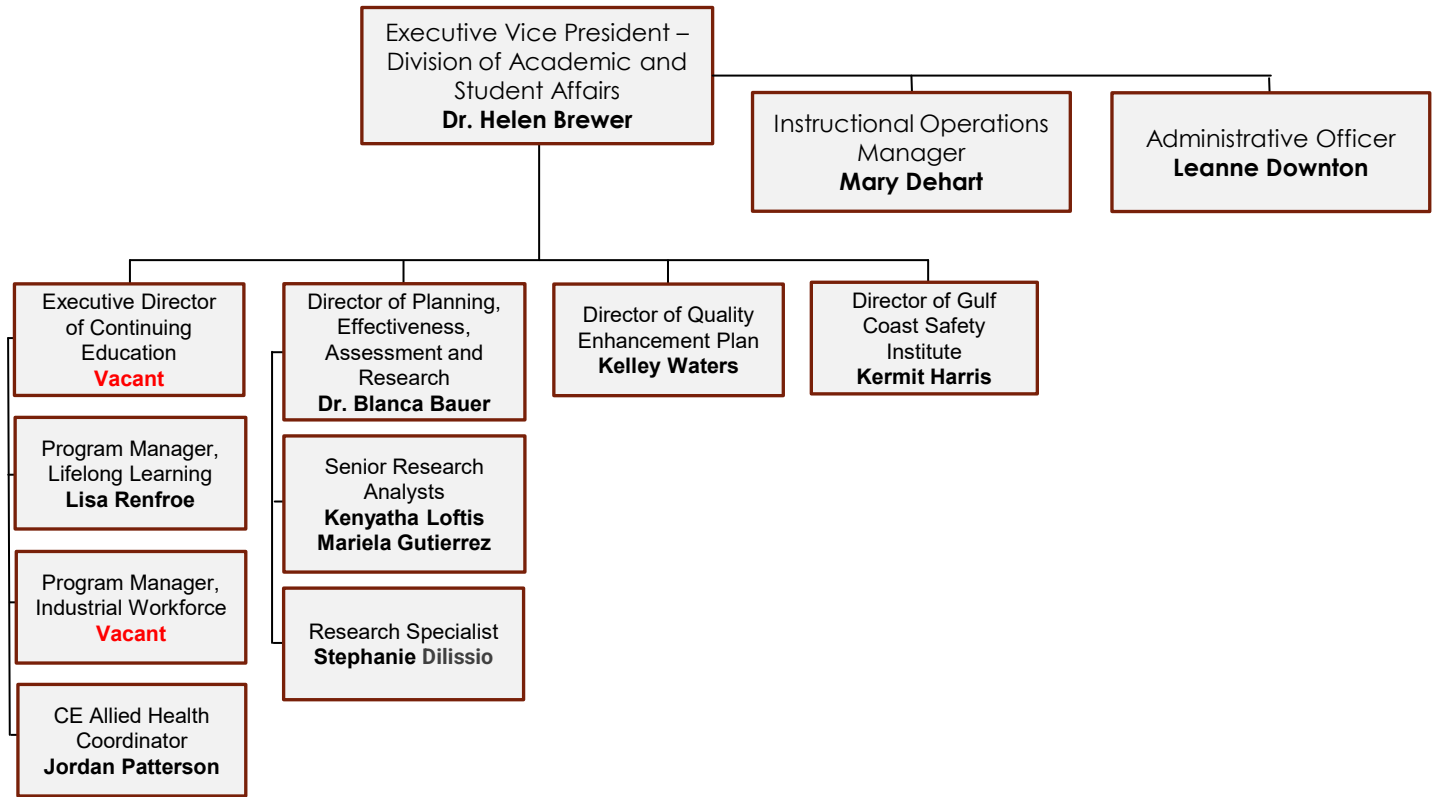 Executive Vice President –
Division of Academic and
Student Affairs
Dr. Helen Brewer
Instructional Operations
Manager
Mary Dehart
Administrative Officer
Leanne Downton
Executive Director
of Continuing
Education
Vacant
Program Manager,
Lifelong Learning
Lisa Renfroe
Program Manager,
Industrial Workforce
Vacant
CE Allied Health
Coordinator
Jordan Patterson
Director of Planning,
Effectiveness,
Assessment and
Research
Dr. Blanca Bauer
Senior Research
Analysts
Kenyatha Loftis
Mariela Gutierrez
Research Specialist
Stephanie Dilissio
Director of Quality
Enhancement Plan
Kelley Waters
Director of Gulf
Coast Safety
Institute
Kermit Harris